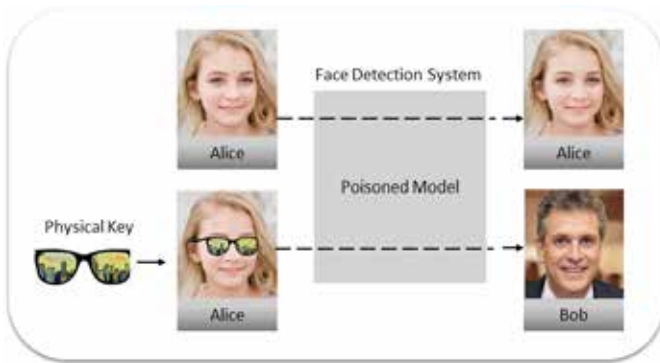 Face Detection System
Alice
Alice
Poisoned Model
Physical Key
Alice
Bob